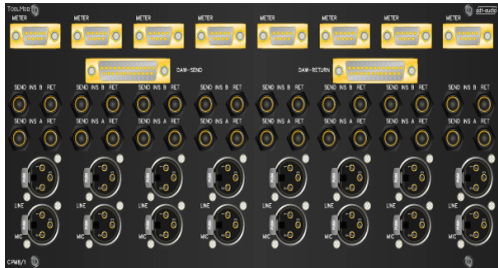 TOOLMOD adt-audio
METER METER METER METER METER METER METER METER
DAW-SEND DAW-RETURN
SEND INS B RET SEND INS B RET SEND INS B RET SEND INS B RET SEND INS B RET SEND INS B RET SEND INS B RET SEND INS B RET
SEND INS A RET SEND INS A RET SEND INS A RET SEND INS A RET SEND INS A RET SEND INS A RET SEND INS A RET SEND INS A RET
LINE LINE LINE LINE LINE LINE LINE LINE
MIC MIC MIC MIC MIC MIC MIC MIC